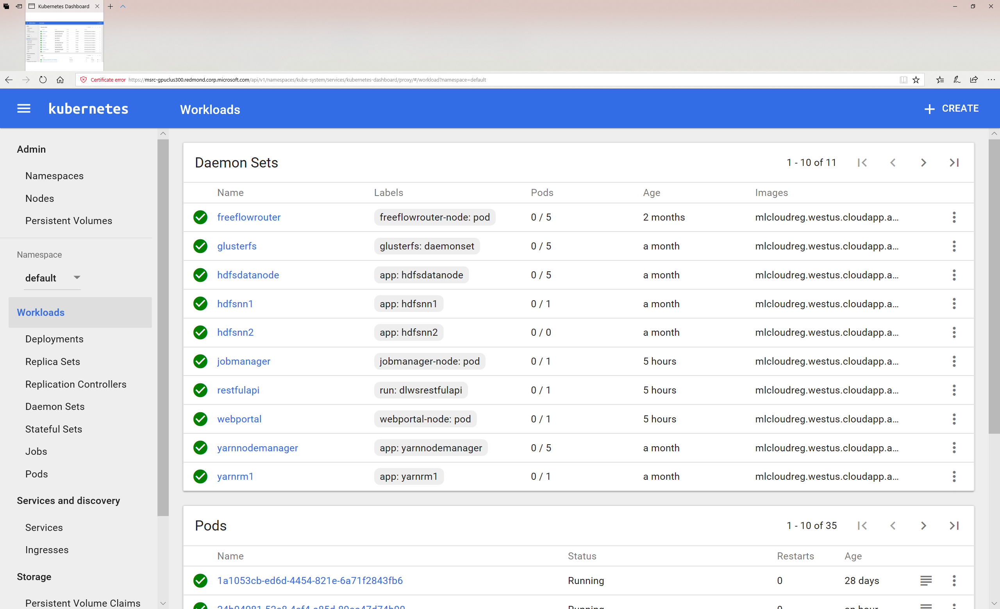 Kubernetes Dashboard
Certificate error https://msrc-gpuclus300.redmond.corp.microsoft.com/api/v1/namespaces/kube-system/services/kubernetes-dashboard/proxy/#/workload?namespace=default
kubernetes Workloads CREATE
Admin
Namespaces
Nodes
Persistent Volumes
Namespace
default
Workloads
Deployments
Replica Sets
Replication Controllers
Daemon Sets
Stateful Sets
Jobs
Pods
Services and discovery
Services
Ingresses
Storage
Persistent Volume Claims
Daemon Sets 1 - 10 of 11
Name Labels Pods Age Images
freeflowrouter freeflowrouter-node: pod 0 / 5 2 months mlcloudreg.westus.cloudapp.a...
glusterfs glusterfs: daemonset 0 / 5 a month mlcloudreg.westus.cloudapp.a...
hdfsdatanode app: hdfsdatanode 0 / 5 a month mlcloudreg.westus.cloudapp.a...
hdfsnn1 app: hdfsnn1 0 / 1 a month mlcloudreg.westus.cloudapp.a...
hdfsnn2 app: hdfsnn2 0 / 0 a month mlcloudreg.westus.cloudapp.a...
jobmanager jobmanager-node: pod 0 / 1 5 hours mlcloudreg.westus.cloudapp.a...
restfulapi run: dlwsrestfulapi 0 / 1 5 hours mlcloudreg.westus.cloudapp.a...
webportal webportal-node: pod 0 / 1 5 hours mlcloudreg.westus.cloudapp.a...
yarnnodemanager app: yarnnodemanager 0 / 5 a month mlcloudreg.westus.cloudapp.a...
yarnrm1 app: yarnrm1 0 / 1 a month mlcloudreg.westus.cloudapp.a...
Pods 1 - 10 of 35
Name Status Restarts Age
1a1053cb-ed6d-4454-821e-6a71f2843fb6 Running 0 28 days
Running 0 an hour